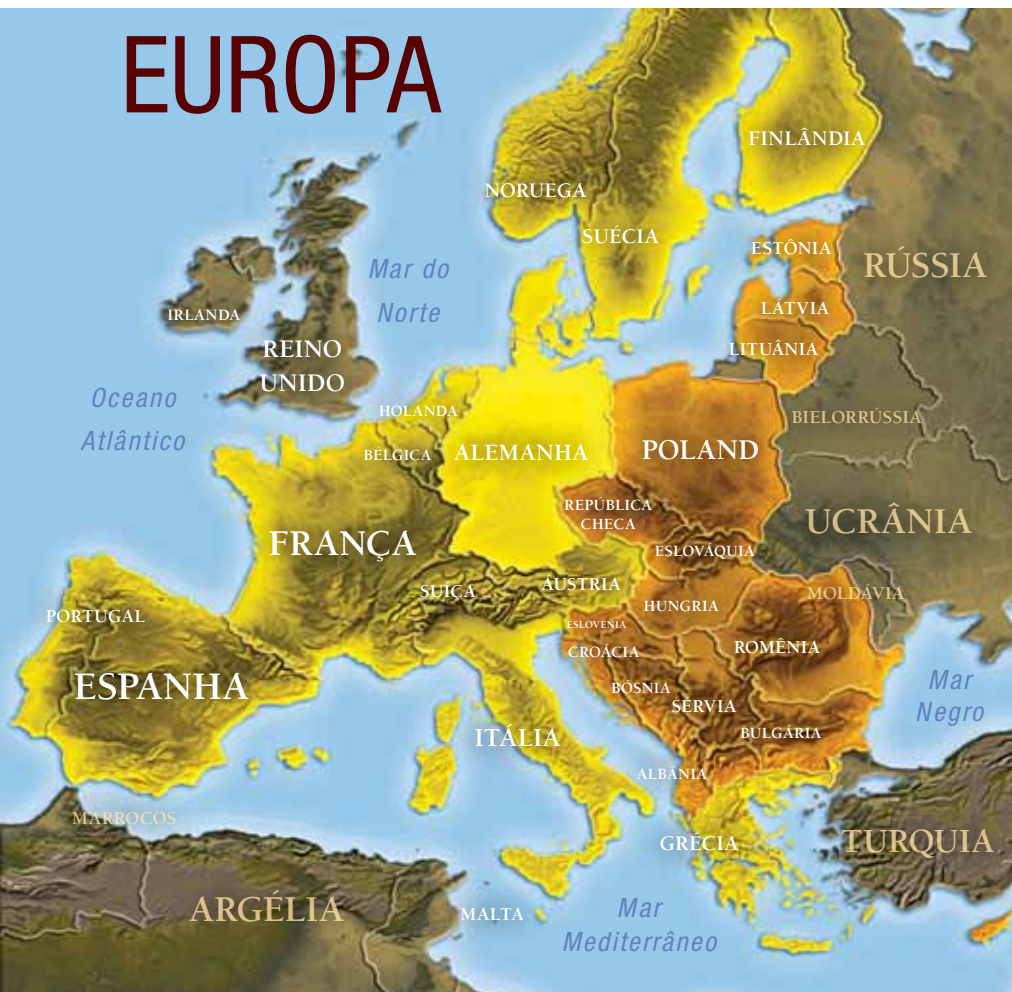 EUROPA
FINLÂNDIA
NORUEGA
SUÉCIA
ESTÔNIA
RÚSSIA
Mar do
Norte
LÁTVIA
IRLANDA
REINO
UNIDO
LITUÂNIA
Oceano
Atlântico
HOLANDA
BIELORRÚSSIA
BÉLGICA
ALEMANHA
POLAND
REPÚBLICA
CHECA
UCRÂNIA
FRANÇA
ESLOVÁQUIA
SUÍÇA
ÁUSTRIA
HUNGRIA
MOLDÁVIA
PORTUGAL
ESLOVENIA
CROÁCIA
ROMÊNIA
ESPANHA
BÓSNIA
SÉRVIA
Mar
Negro
ITÁLIÁ
BULGÁRIA
ALBÂNIA
MARROCOS
GRÉCIA
TURQUIA
ARGÉLIA
MALTA
Mar
Mediterrâneo